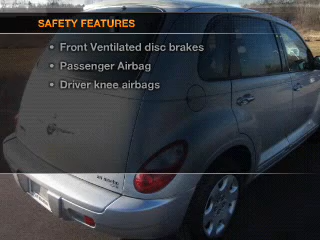 SAFETY FEATURES
• Front Ventilated disc brakes
• Passenger Airbag
• Driver knee airbags